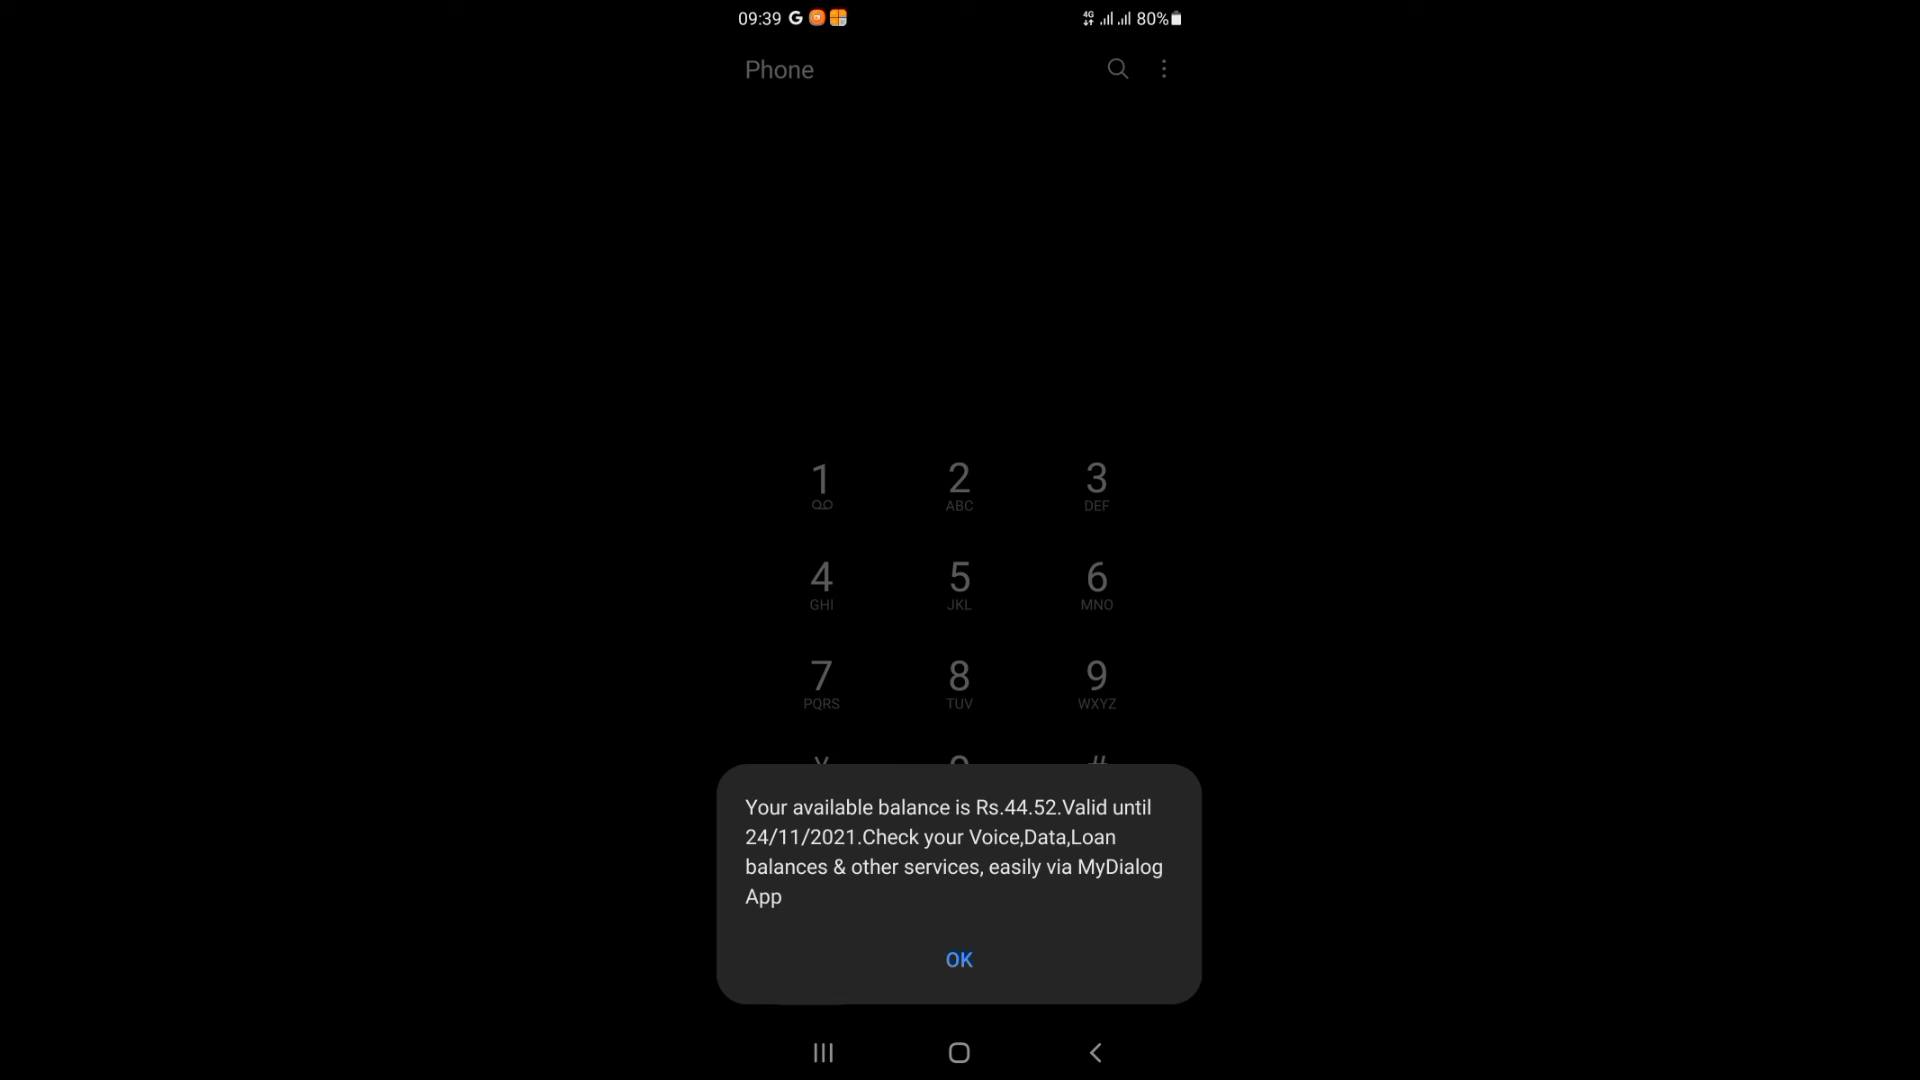 09:39 G 4G 80%
Phone
1 2 3
ABC DEF
4 5 6
GHI JKL MNO
7 8 9
PQRS TUV WXYZ
#
Your available balance is Rs.44.52.Valid until
24/11/2021.Check your Voice,Data,Loan
balances & other services, easily via MyDialog
App
OK